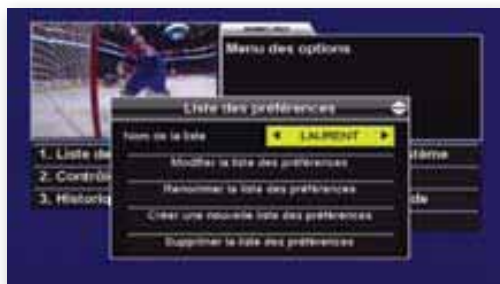 Menu des options
Liste des préférences
Nom de la liste
LAURENT
1. Liste de
tème
Modifier la liste des préférences
2. Contrôl
Renommer la liste des préférences
3. Historiq
de
Créer une nouvelle liste des préférences
Supprimer la liste des préférences